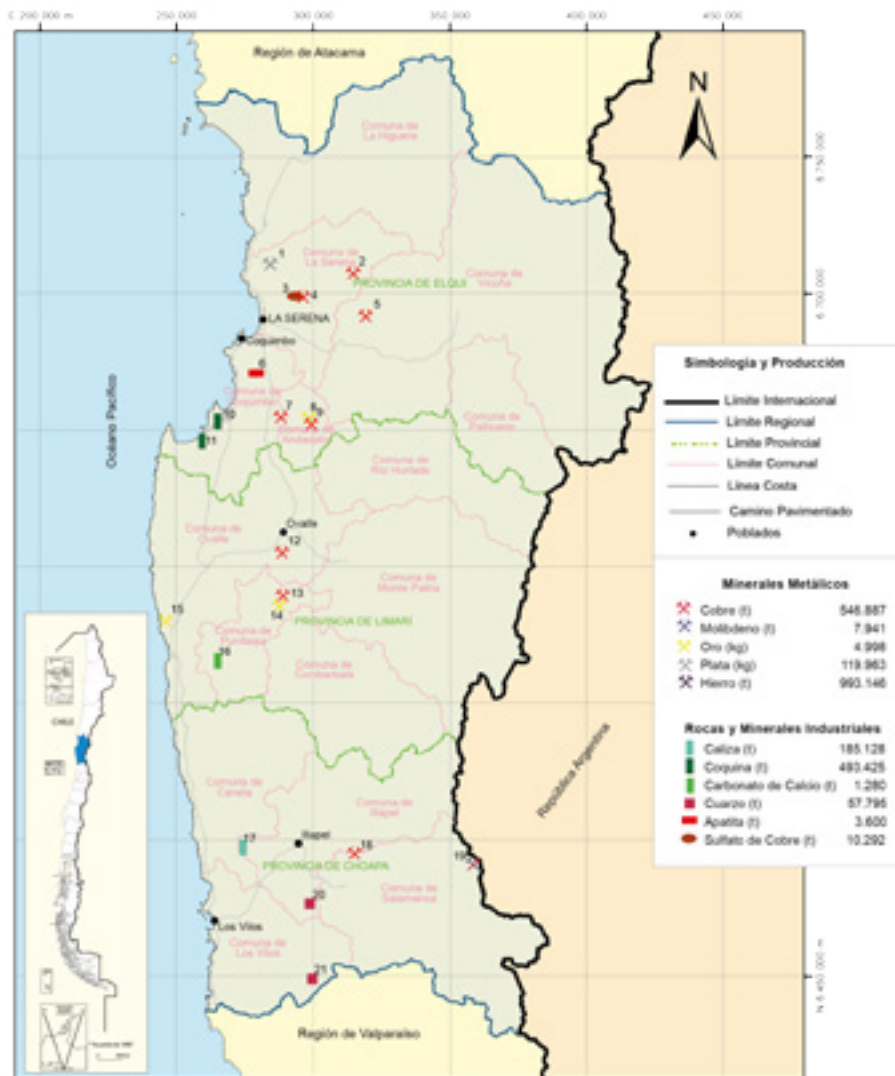 E 200.000 m
250.000
300.000
350.000
400.000
450.000
Región de Atacama
N
Comuna de
La Higuera
6.750.000
1
Comuna de
La Serena
2
PROVINCIA DE ELQUI
Comuna de
Vicuña
3
4
5
6.700.000
LA SERENA
Coquimbo
6
Océano Pacífico
Comuna de
Coquimbo
7
8
9
10
11
Comuna de
Andacollo
Comuna de
Paihuano
Comuna de
Río Hurtado
Comuna de
Ovalle
Ovalle
12
Comuna de
Monte Patria
13
14
15
PROVINCIA DE LIMARÍ
Comuna de
Punitaqui
16
Comuna de
Combarbalá
República Argentina
CHILE
Comuna de
Canela
Comuna de
Illapel
17
Illapel
18
19
PROVINCIA DE CHOAPA
Comuna de
Salamanca
20
Los Vilos
Comuna de
Los Vilos
21
N 6.450.000 m
Región de Valparaíso
Simbología y Producción
Límite Internacional
Límite Regional
Límite Provincial
Límite Comunal
Línea Costa
Camino Pavimentado
Poblados
Minerales Metálicos
Cobre (t) 546.887
Molibdeno (t) 7.941
Oro (kg) 4.998
Plata (kg) 119.963
Hierro (t) 993.146
Rocas y Minerales Industriales
Caliza (t) 185.128
Coquina (t) 493.425
Carbonato de Calcio (t) 1.280
Cuarzo (t) 57.795
Apatita (t) 3.600
Sulfato de Cobre (t) 10.292